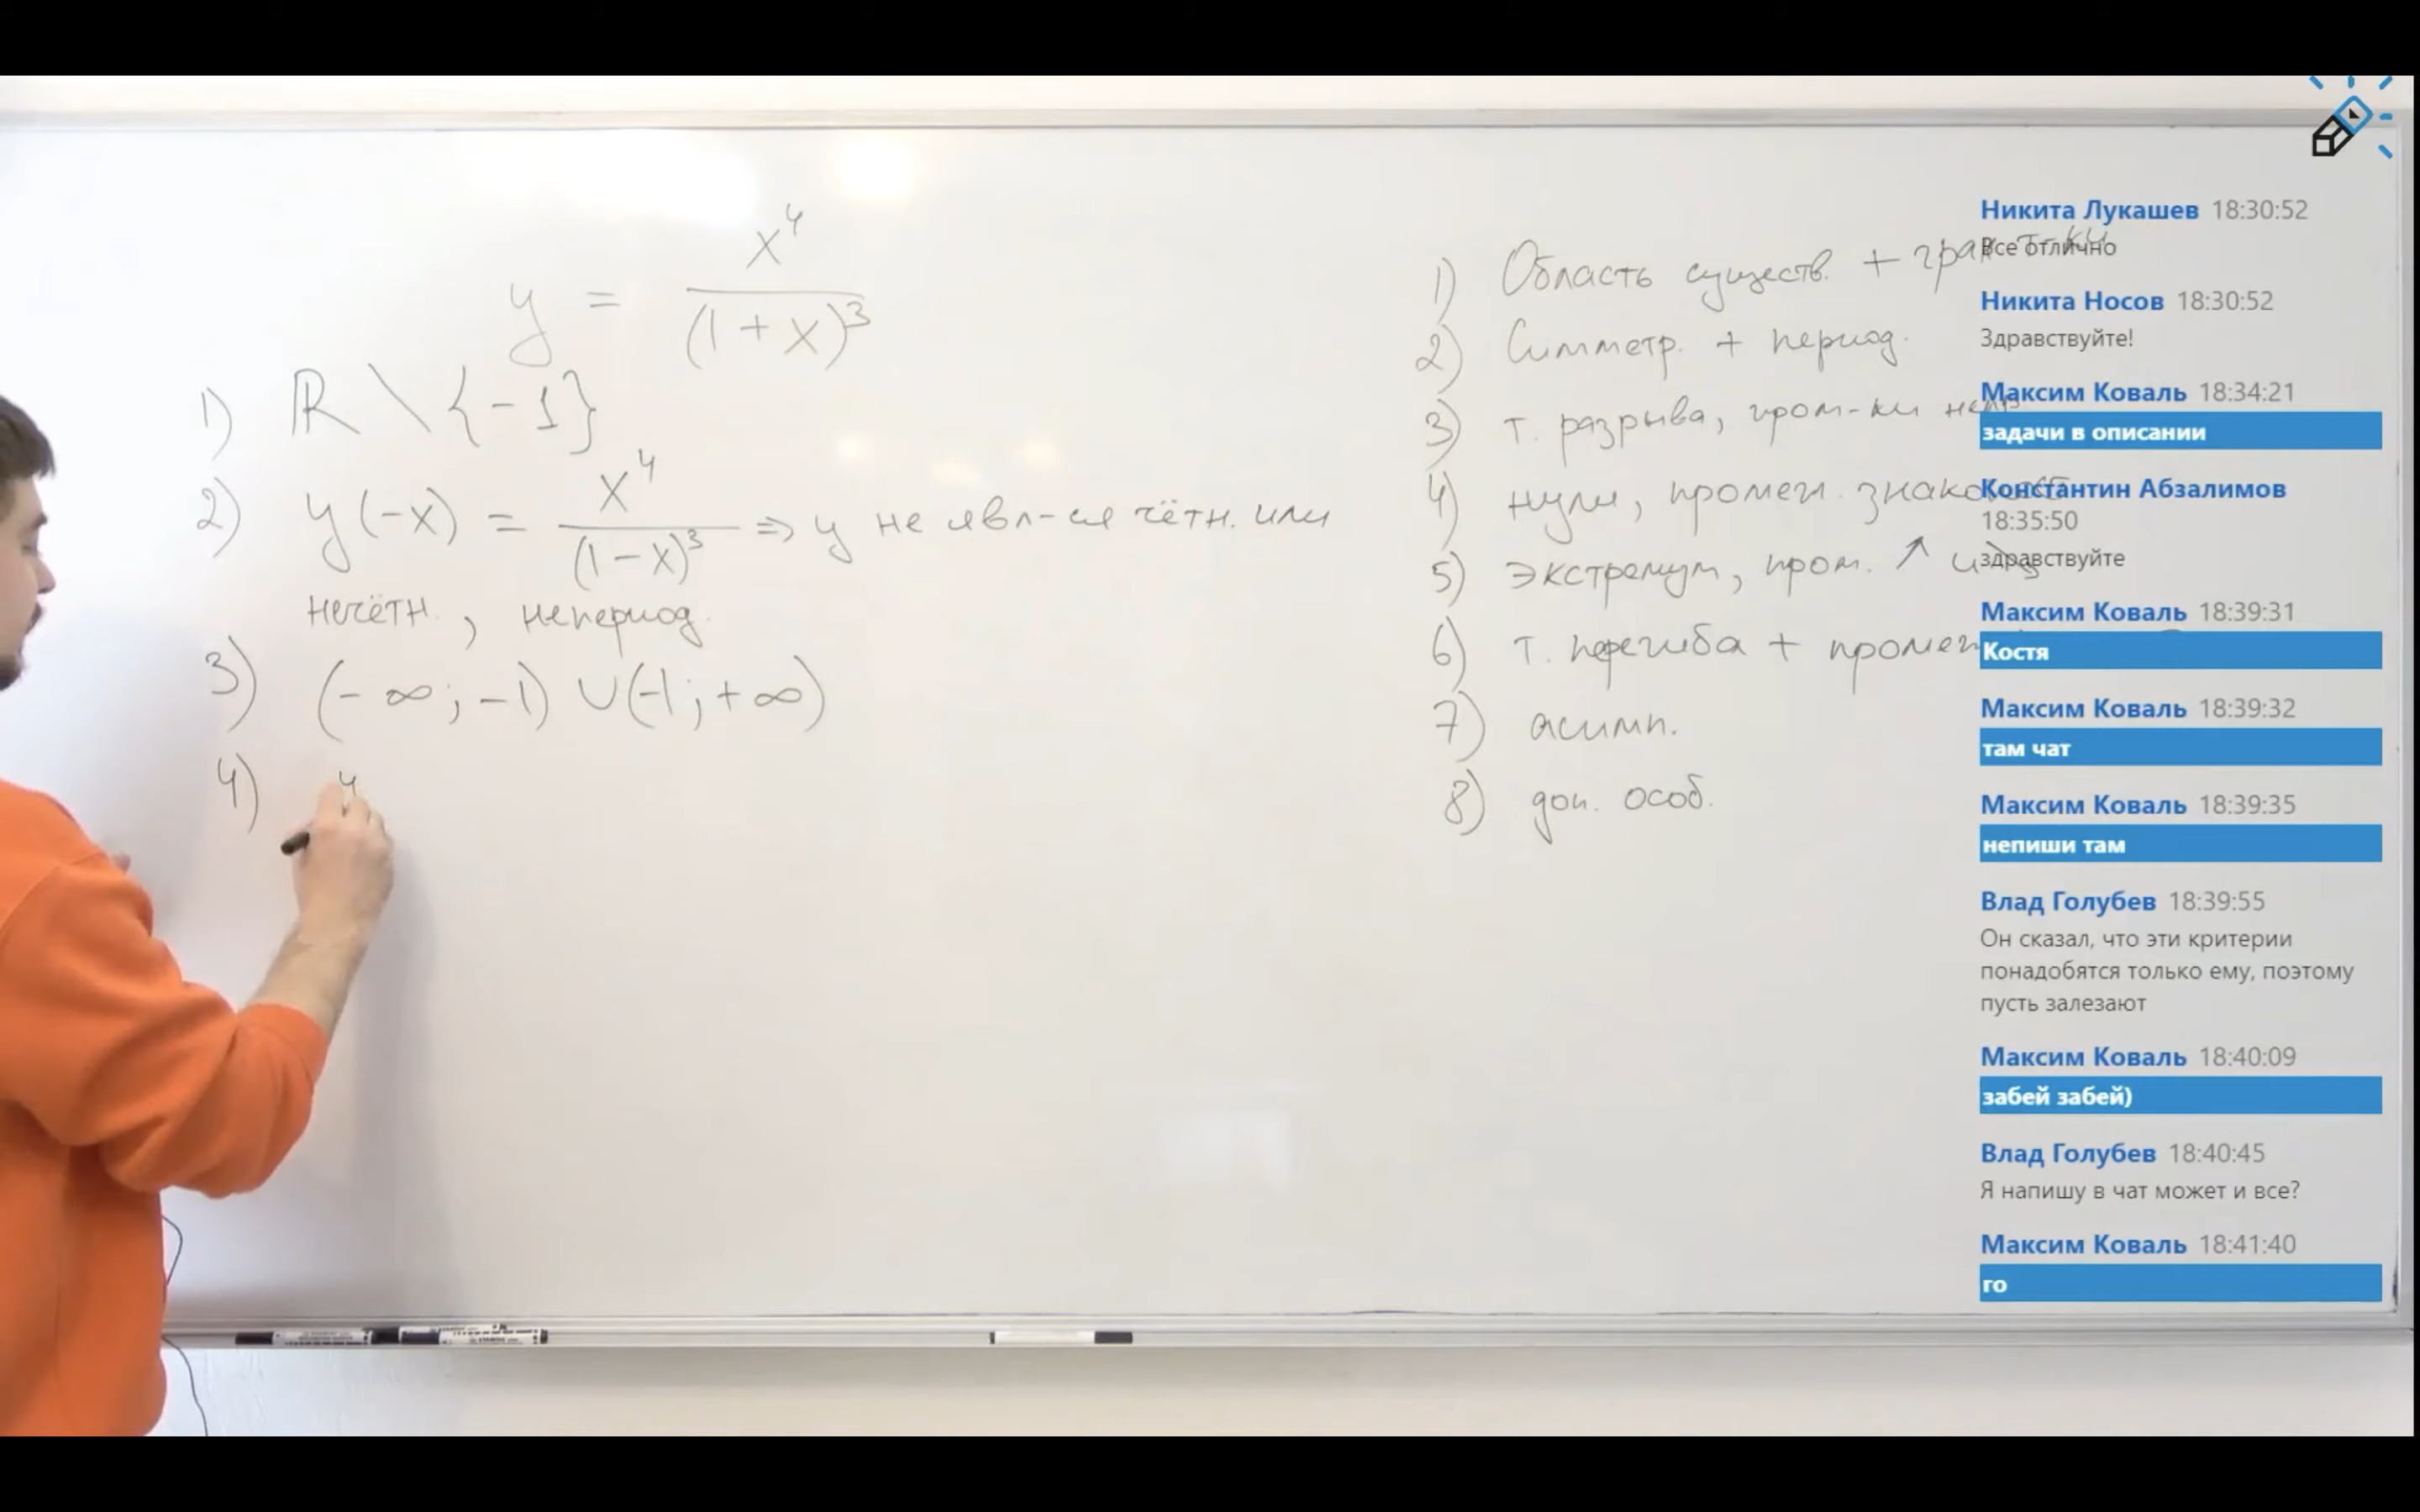 y = x⁴ / (1 + x)³
1) ℝ \ {-1}
2) y(-x) = x⁴ / (1 - x)³ ⇒ y не явл-ся чётн. или
нечётн., непериод.
3) (-∞; -1) ∪ (-1; +∞)
4)
1) Область существ. + гран т-ки
2) Симметр. + период.
3) т. разрыва, пром-ки
4) нули, промеж.
5) экстремум, пром. ↗ и
6) т. перегиба +
7) асимп.
8) доп. особ.
Никита Лукашев 18:30:52
Все отлично
Никита Носов 18:30:52
Здравствуйте!
Максим Коваль 18:34:21
задачи в описании
Константин Абзалимов
18:35:50
здравствуйте
Максим Коваль 18:39:31
Костя
Максим Коваль 18:39:32
там чат
Максим Коваль 18:39:35
непиши там
Влад Голубев 18:39:55
Он сказал, что эти критерии
понадобятся только ему, поэтому
пусть залезают
Максим Коваль 18:40:09
забей забей)
Влад Голубев 18:40:45
Я напишу в чат может и все?
Максим Коваль 18:41:40
го